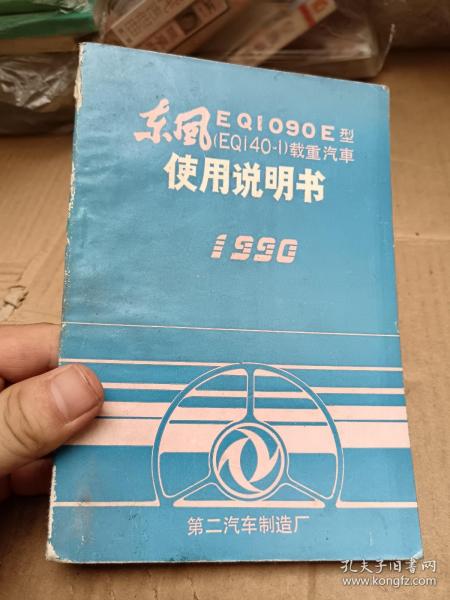 东风EQ1090E型
(EQ140-1)载重汽車
使用说明书
1990
第二汽车制造厂
孔夫子旧书网
www.kongfz.com